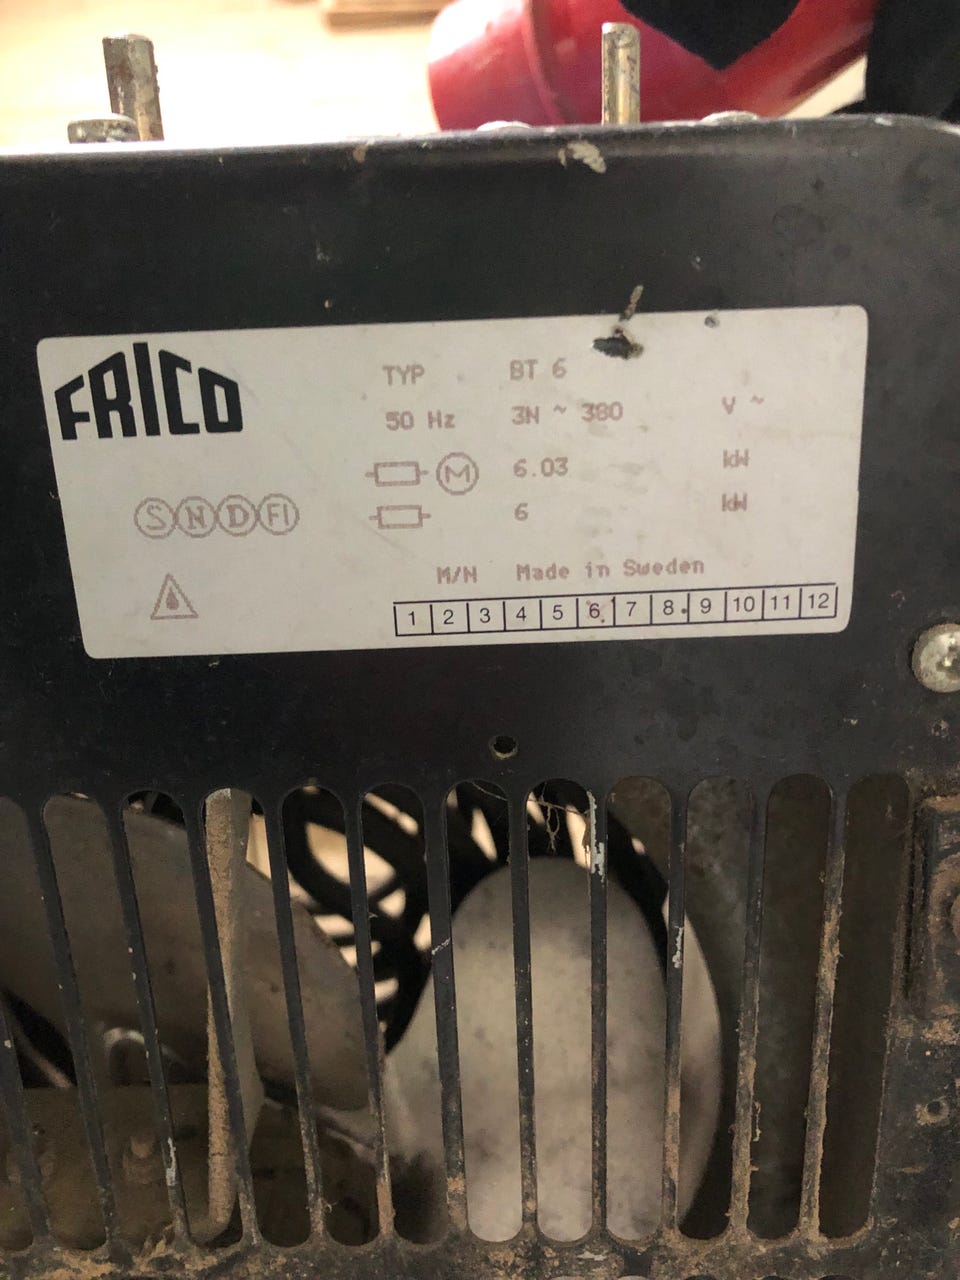 FRICO
TYP BT 6
50 Hz 3N ~ 380 V ~
M 6.03 kW
6 kW
S N D FI
M/N Made in Sweden
1 2 3 4 5 6 7 8 9 10 11 12